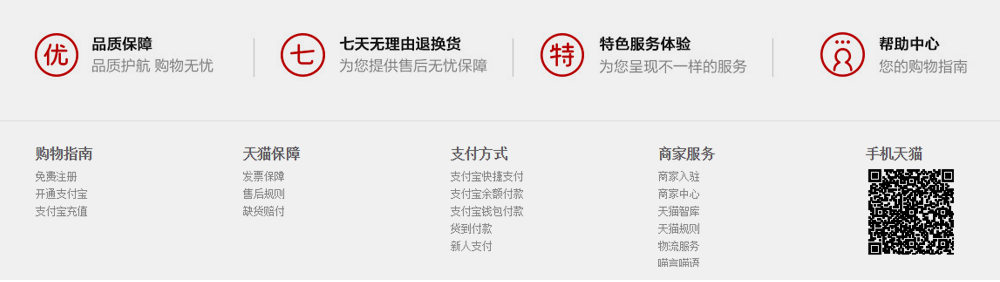 优 品质保障
品质护航 购物无忧
七 七天无理由退换货
为您提供售后无忧保障
特 特色服务体验
为您呈现不一样的服务
帮助中心
您的购物指南
购物指南
免费注册
开通支付宝
支付宝充值
天猫保障
发票保障
售后规则
缺货赔付
支付方式
支付宝快捷支付
支付宝余额付款
支付宝钱包付款
货到付款
新人支付
商家服务
商家入驻
商家中心
天猫智库
天猫规则
物流服务
喵言喵语
手机天猫